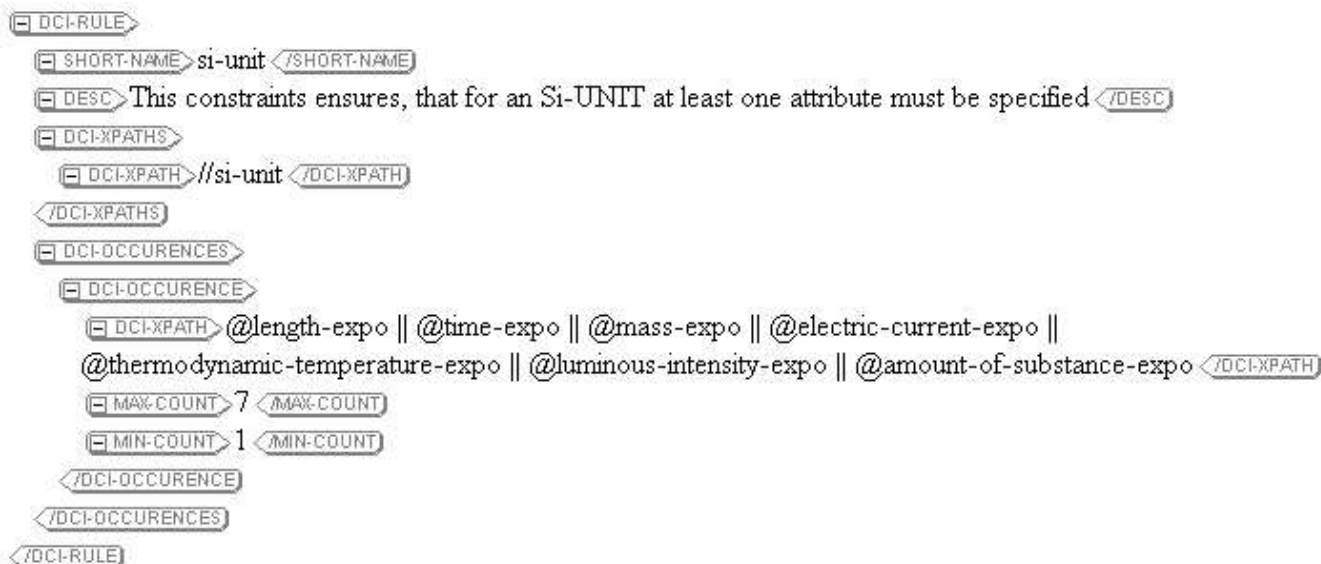 DCI-RULE
SHORT-NAME si-unit /SHORT-NAME
DESC This constraints ensures, that for an Si-UNIT at least one attribute must be specified /DESC
DCI-XPATHS
DCI-XPATH //si-unit /DCI-XPATH
/DCI-XPATHS
DCI-OCCURENCES
DCI-OCCURENCE
DCI-XPATH @length-expo || @time-expo || @mass-expo || @electric-current-expo ||
@thermodynamic-temperature-expo || @luminous-intensity-expo || @amount-of-substance-expo /DCI-XPATH
MAX-COUNT 7 /MAX-COUNT
MIN-COUNT 1 /MIN-COUNT
/DCI-OCCURENCE
/DCI-OCCURENCES
/DCI-RULE